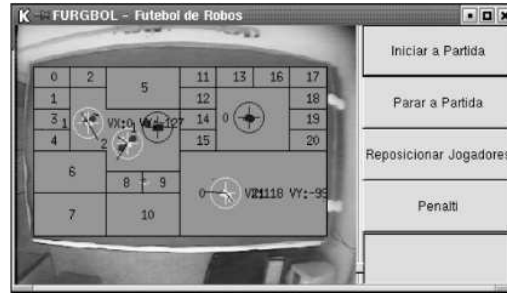 FURGBOL - Futebol de Robos
Iniciar a Partida
Parar a Partida
Reposicionar Jogadores
Penalti
0 2 5 11 13 16 17
1 12 18
3 1 VX:0 -127 14 0 19
4 2 15 20
6
8 9 0 VY:-99
7 10